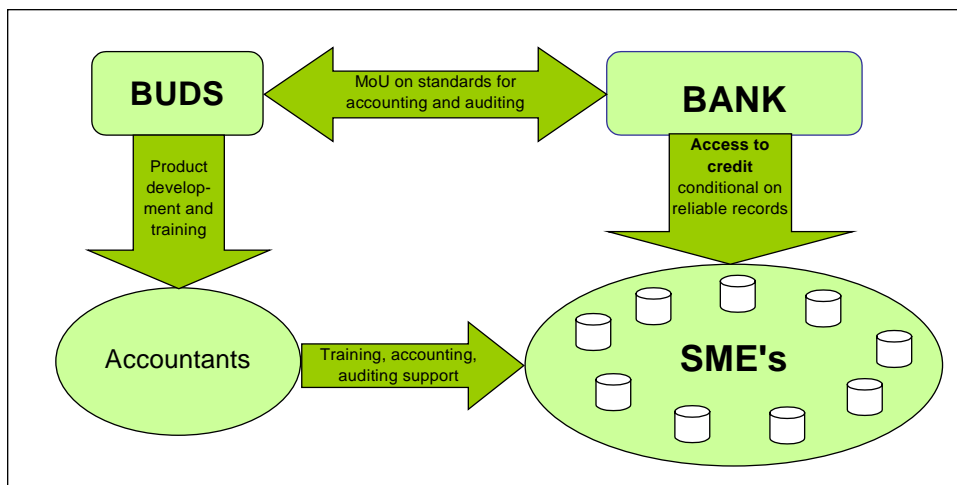 BUDS
MoU on standards for
accounting and auditing
BANK
Product
develop-
ment and
training
Access to
credit
conditional on
reliable records
Accountants
Training, accounting,
auditing support
SME's